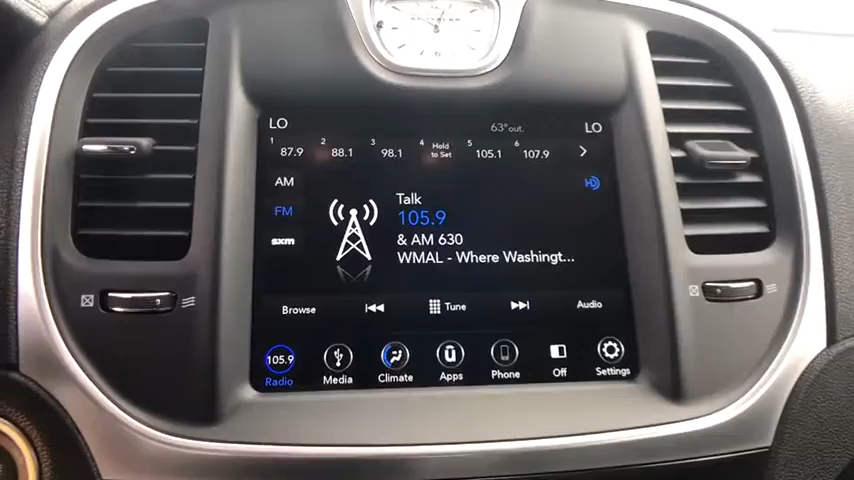 LO
63°out.
LO
1 87.9
2 88.1
3 98.1
4 Hold to Set
5 105.1
6 107.9
AM
FM
sxm
HD
Talk
105.9
& AM 630
WMAL - Where Washingt...
Browse
Tune
Audio
105.9
Radio
Media
Climate
Apps
Phone
Off
Settings